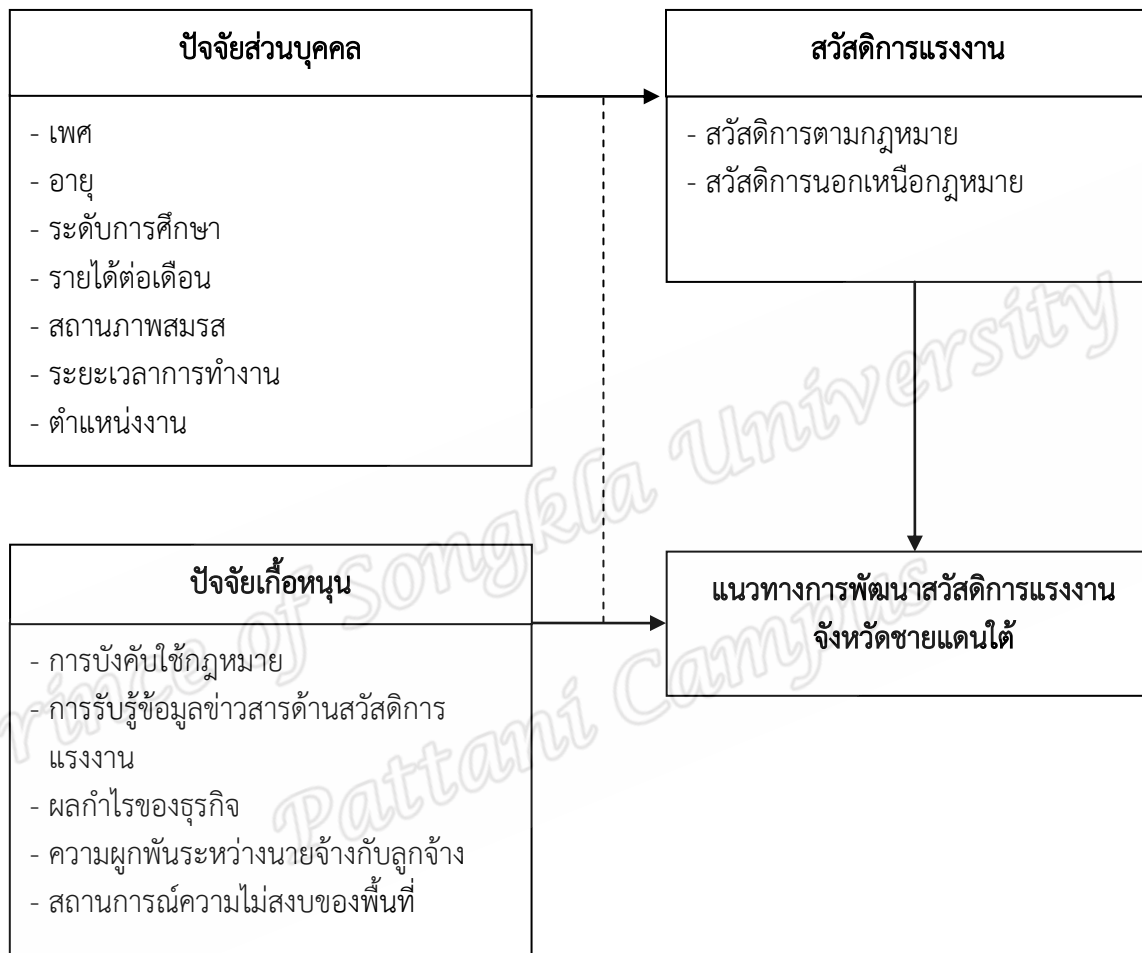 ปัจจัยส่วนบุคคล
- เพศ
- อายุ
- ระดับการศึกษา
- รายได้ต่อเดือน
- สถานภาพสมรส
- ระยะเวลาการทำงาน
- ตำแหน่งงาน
สวัสดิการแรงงาน
- สวัสดิการตามกฎหมาย
- สวัสดิการนอกเหนือกฎหมาย
ปัจจัยเกื้อหนุน
- การบังคับใช้กฎหมาย
- การรับรู้ข้อมูลข่าวสารด้านสวัสดิการ
แรงงาน
- ผลกำไรของธุรกิจ
- ความผูกพันระหว่างนายจ้างกับลูกจ้าง
- สถานการณ์ความไม่สงบของพื้นที่
แนวทางการพัฒนาสวัสดิการแรงงาน
จังหวัดชายแดนใต้
Prince of Songkla University
Pattani Campus